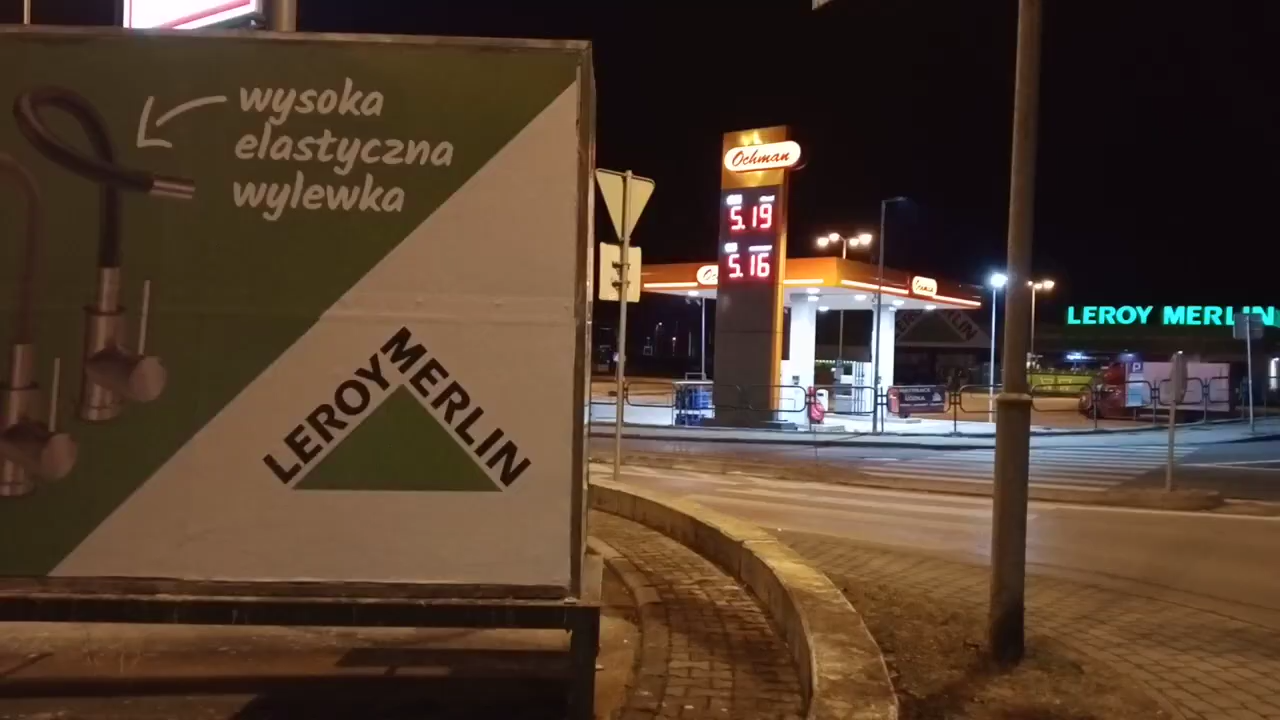 wysoka
elastyczna
wylewka
LEROY MERLIN
Ochman
5.19
5.16
LEROY MERLIN